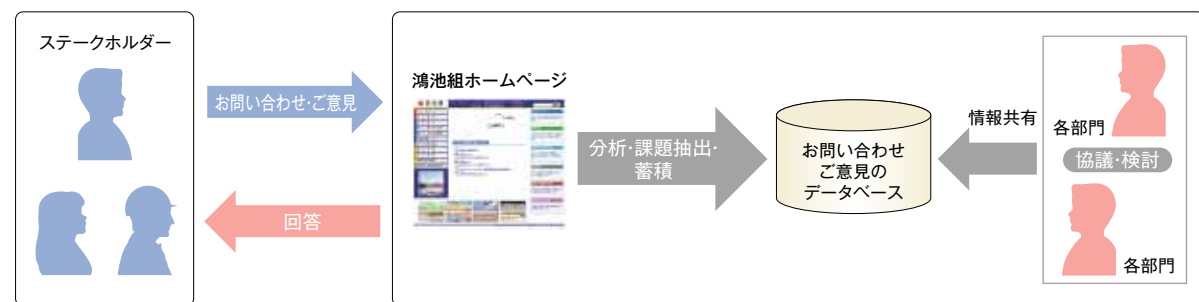 ステークホルダー
お問い合わせ・ご意見
回答
鴻池組ホームページ
分析・課題抽出・
蓄積
お問い合わせ
ご意見の
データベース
情報共有
各部門
協議・検討
各部門